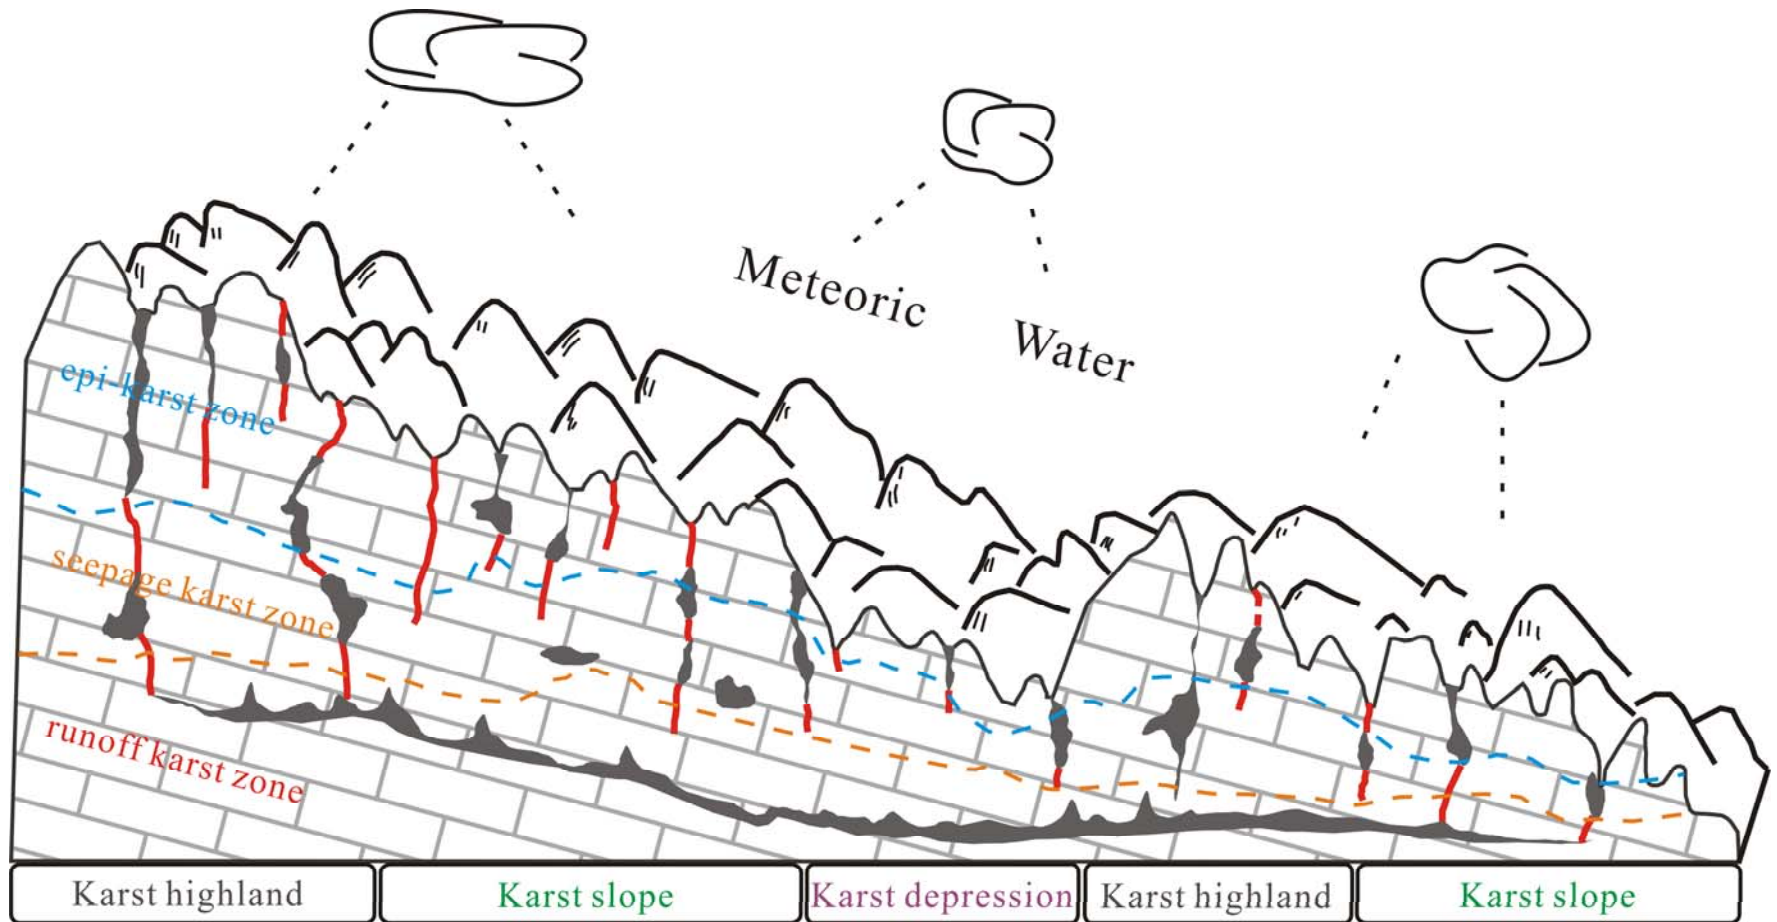 Meteoric
Water
epi-karst zone
seepage karst zone
runoff karst zone
Karst highland
Karst slope
Karst depression
Karst highland
Karst slope